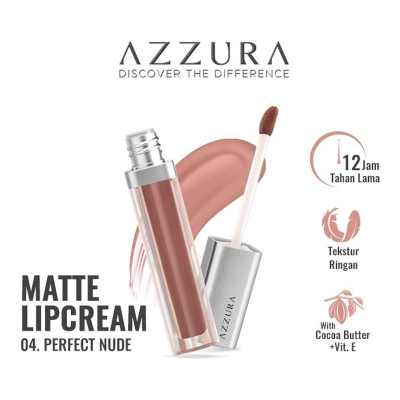 AZZURA
DISCOVER THE DIFFERENCE
12 Jam
Tahan Lama
Tekstur
Ringan
With
Cocoa Butter
+Vit. E
AZZURA
MATTE
LIPCREAM
04. PERFECT NUDE